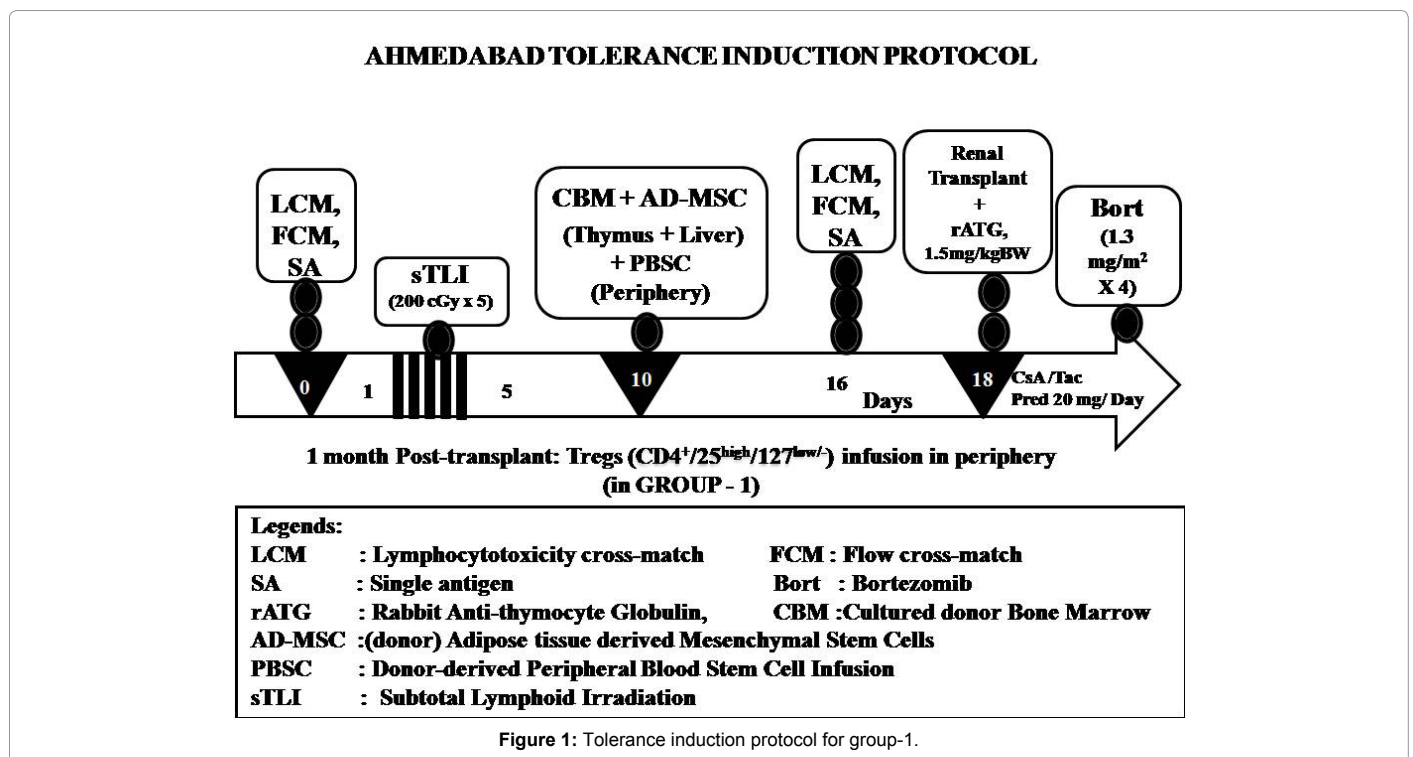 AHMEDABAD TOLERANCE INDUCTION PROTOCOL
LCM,
FCM,
SA
sTLI
(200 cGy x 5)
CBM + AD-MSC
(Thymus + Liver)
+ PBSC
(Periphery)
LCM,
FCM,
SA
Renal
Transplant
+
rATG,
1.5mg/kgBW
Bort
(1.3
mg/m²
X 4)
0
1
5
10
16
Days
18
CsA/Tac
Pred 20 mg/ Day
1 month Post-transplant: Tregs (CD4⁺/25ʰⁱᵍʰ/127ˡᵒʷ/⁻) infusion in periphery
(in GROUP - 1)
Legends:
LCM : Lymphocytotoxicity cross-match FCM : Flow cross-match
SA : Single antigen Bort : Bortezomib
rATG : Rabbit Anti-thymocyte Globulin, CBM :Cultured donor Bone Marrow
AD-MSC :(donor) Adipose tissue derived Mesenchymal Stem Cells
PBSC : Donor-derived Peripheral Blood Stem Cell Infusion
sTLI : Subtotal Lymphoid Irradiation
Figure 1: Tolerance induction protocol for group-1.